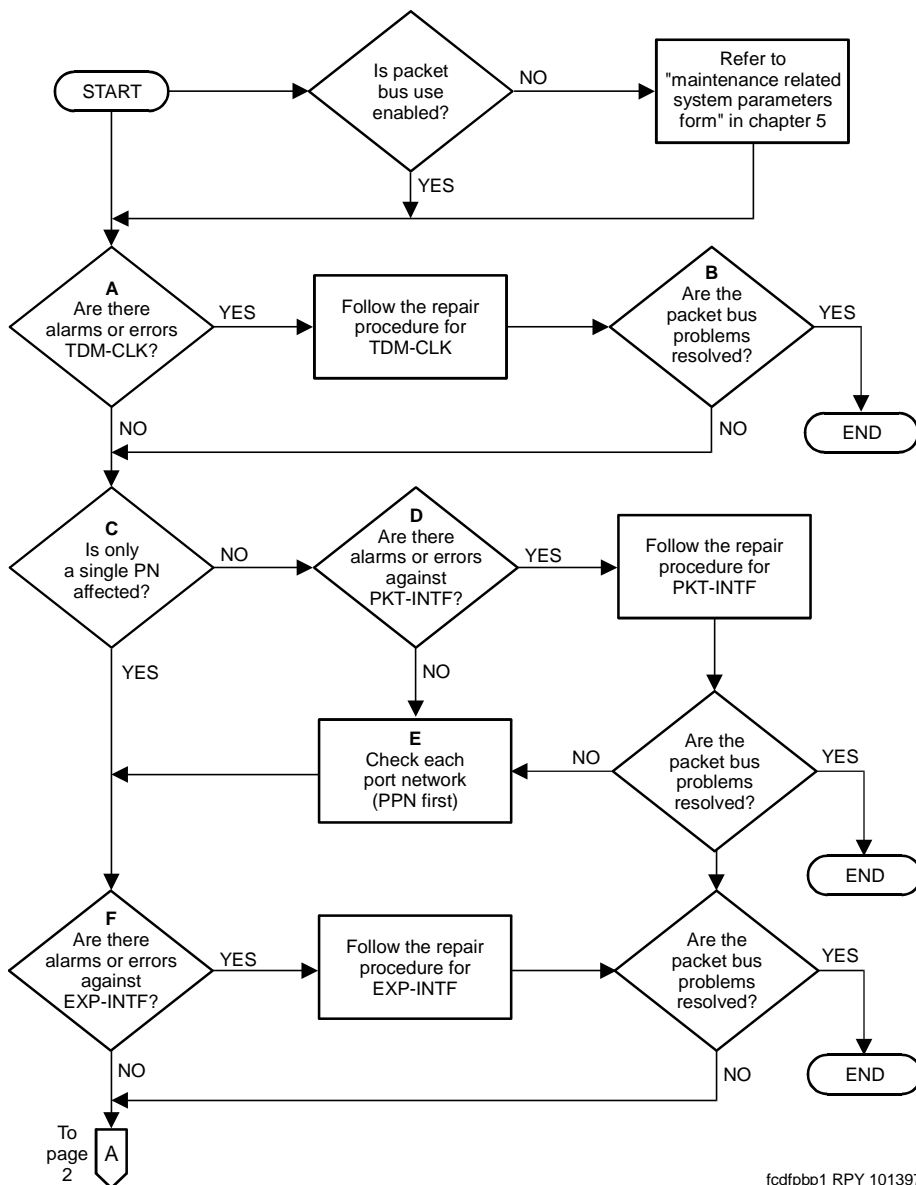 START
Is packet
bus use
enabled?
NO
Refer to
"maintenance related
system parameters
form" in chapter 5
YES
A
Are there
alarms or errors
TDM-CLK?
YES
Follow the repair
procedure for
TDM-CLK
B
Are the
packet bus
problems
resolved?
YES
END
NO
NO
C
Is only
a single PN
affected?
NO
D
Are there
alarms or errors
against
PKT-INTF?
YES
Follow the repair
procedure for
PKT-INTF
YES
NO
E
Check each
port network
(PPN first)
NO
Are the
packet bus
problems
resolved?
YES
END
F
Are there
alarms or errors
against
EXP-INTF?
YES
Follow the repair
procedure for
EXP-INTF
Are the
packet bus
problems
resolved?
YES
END
NO
NO
To
page
2
A
fcdfpbp1 RPY 101397